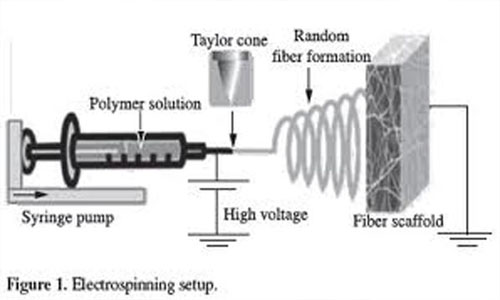 Taylor cone
Random
fiber formation
Polymer solution
Syringe pump
High voltage
Fiber scaffold
Figure 1. Electrospinning setup.